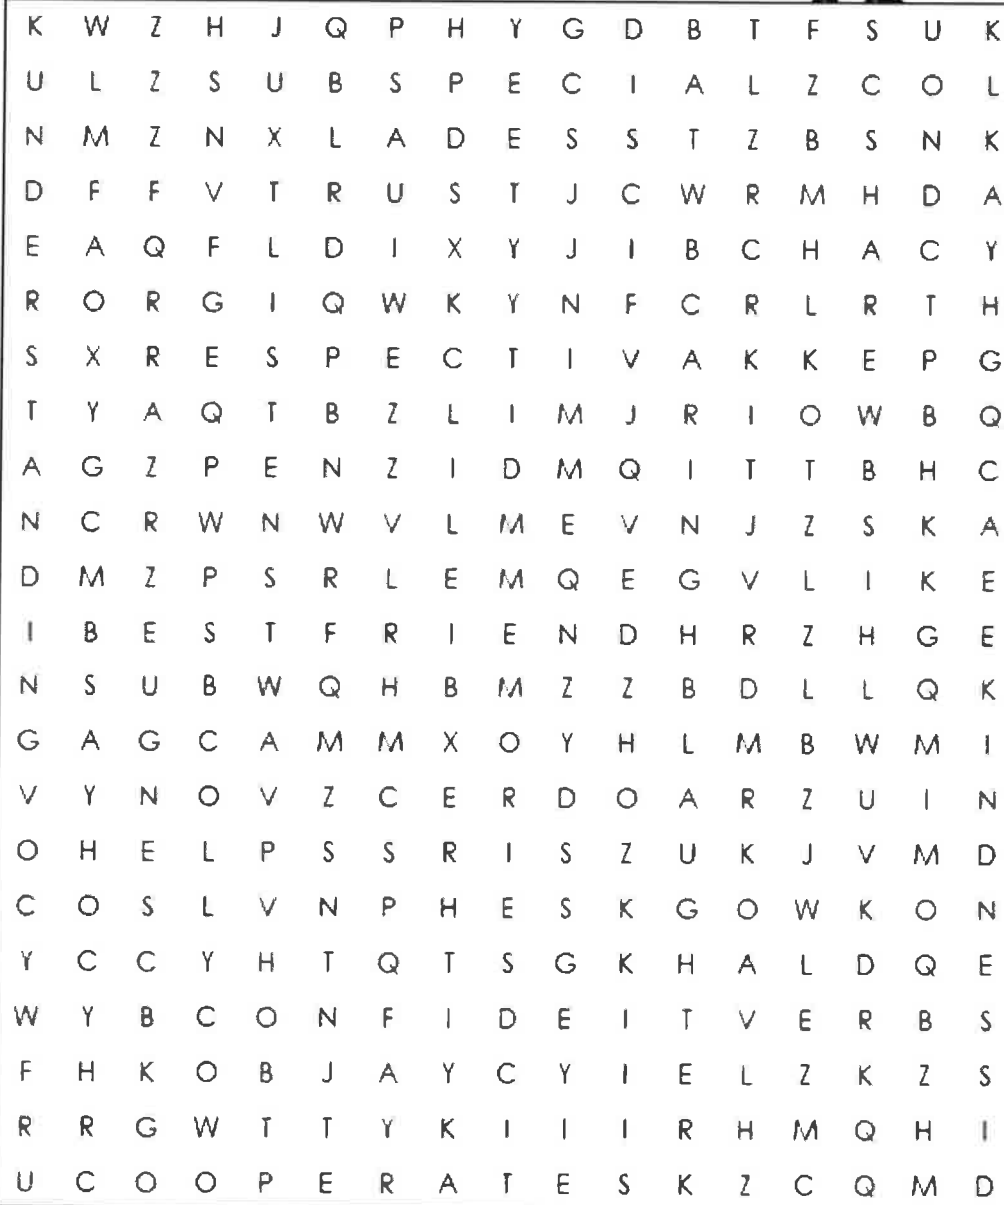 K W Z H J Q P H Y G D B T F S U K
U L Z S U B S P E C I A L Z C O L
N M Z N X L A D E S S T Z B S N K
D F F V T R U S T J C W R M H D A
E A Q F L D I X Y J I B C H A C Y
R O R G I Q W K Y N F C R L R T H
S X R E S P E C T I V A K K E P G
T Y A Q T B Z L I M J R I O W B Q
A G Z P E N Z I D M Q I T T B H C
N C R W N W V L M E V N J Z S K A
D M Z P S R L E M Q E G V L I K E
I B E S T F R I E N D H R Z H G E
N S U B W Q H B M Z Z B D L L Q K
G A G C A M M X O Y H L M B W M I
V Y N O V Z C E R D O A R Z U I N
O H E L P S S R I S Z U K J V M D
C O S L V N P H E S K G O W K O N
Y C C Y H T Q T S G K H A L D Q E
W Y B C O N F I D E I T V E R B S
F H K O B J A Y C Y I E L Z K Z S
R R G W T T Y K I I I R H M Q H I
U C O O P E R A T E S K Z C Q M D